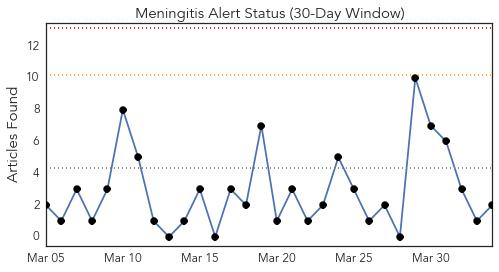 Meningitis Alert Status (30-Day Window)
Articles Found
12
10
8
6
4
2
0
Mar 05 Mar 10 Mar 15 Mar 20 Mar 25 Mar 30